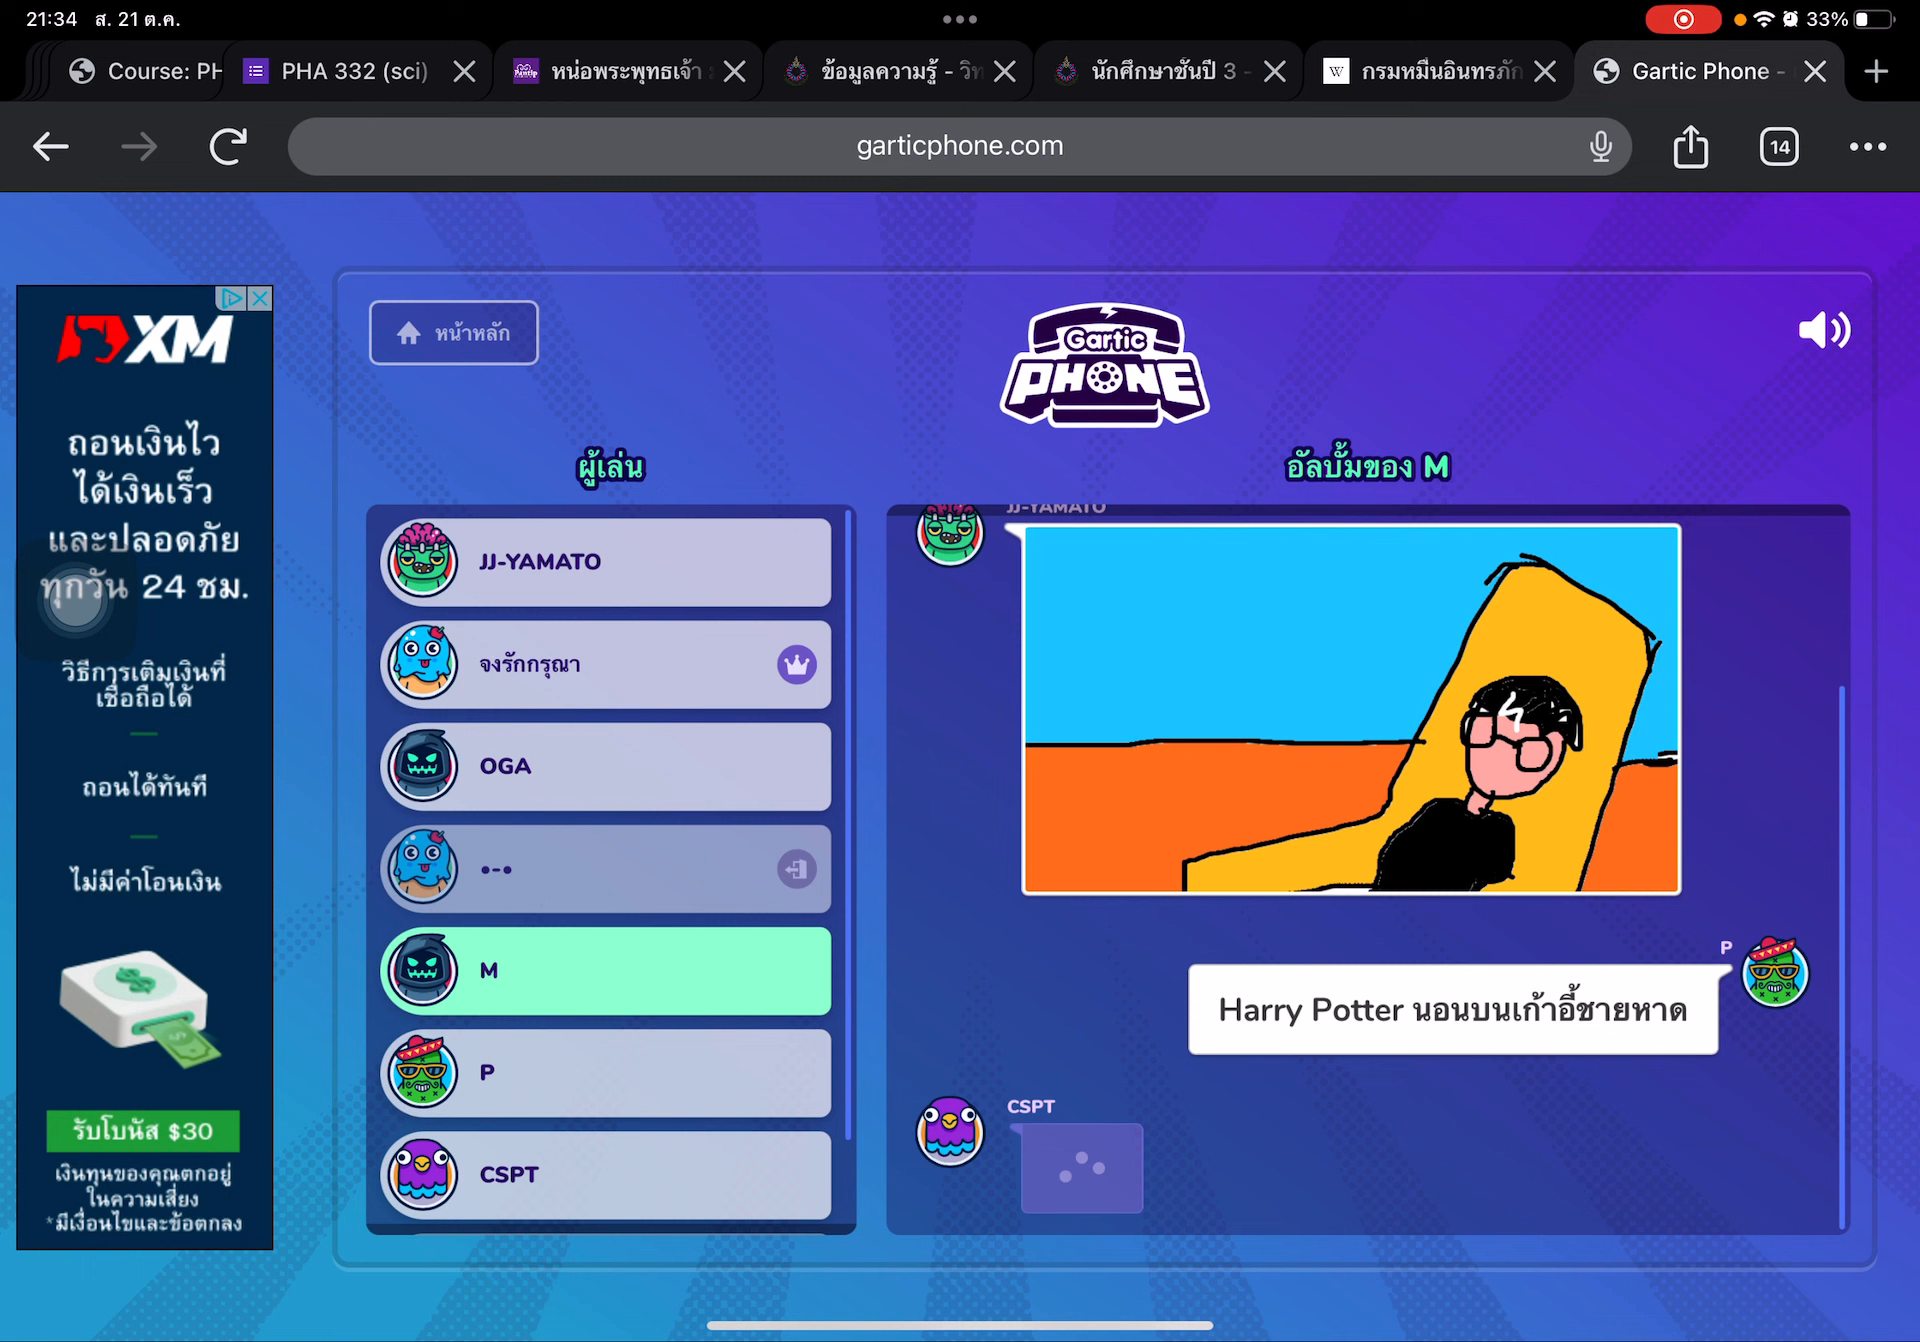 21:34 ส. 21 ต.ค.
33%
Course: PH
PHA 332 (sci)
หน่อพระพุทธเจ้า
ข้อมูลความรู้ - วิท
นักศึกษาชั้นปี 3 -
กรมหมื่นอินทรภัก
Gartic Phone -
garticphone.com
14
XM
ถอนเงินไว
ได้เงินเร็ว
และปลอดภัย
ทุกวัน 24 ชม.
วิธีการเติมเงินที่
เชื่อถือได้
ถอนได้ทันที
ไม่มีค่าโอนเงิน
รับโบนัส $30
เงินทุนของคุณตกอยู่
ในความเสี่ยง
*มีเงื่อนไขและข้อตกลง
หน้าหลัก
Gartic
PHONE
ผู้เล่น
JJ-YAMATO
จงรักกรุณา
OGA
•-•
M
P
CSPT
อัลบั้มของ M
JJ-YAMATO
P
Harry Potter นอนบนเก้าอี้ชายหาด
CSPT